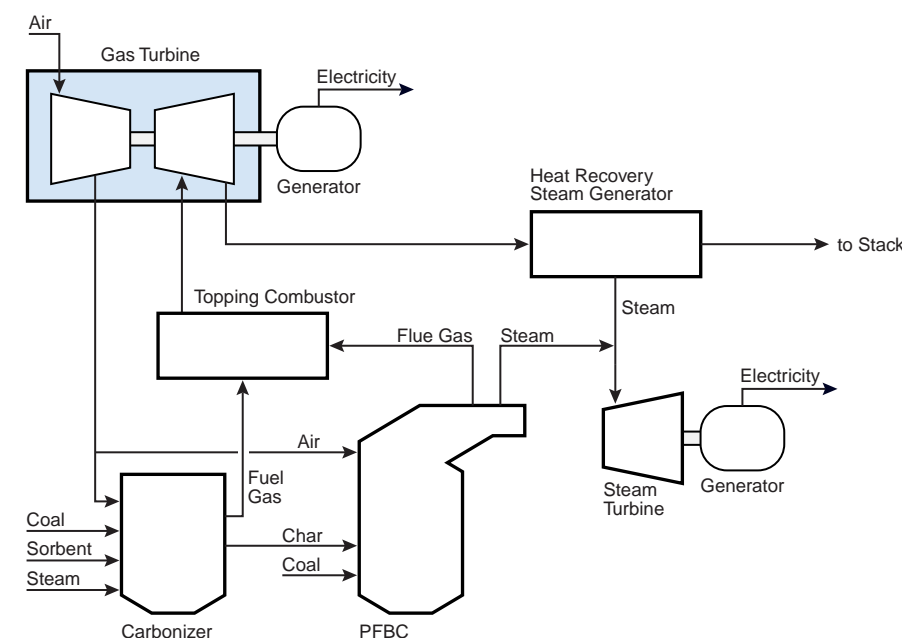 Air
Gas Turbine
Electricity
Generator
Heat Recovery
Steam Generator
to Stack
Steam
Topping Combustor
Flue Gas
Steam
Electricity
Air
Fuel
Gas
Steam
Turbine
Generator
Coal
Sorbent
Steam
Char
Coal
Carbonizer
PFBC